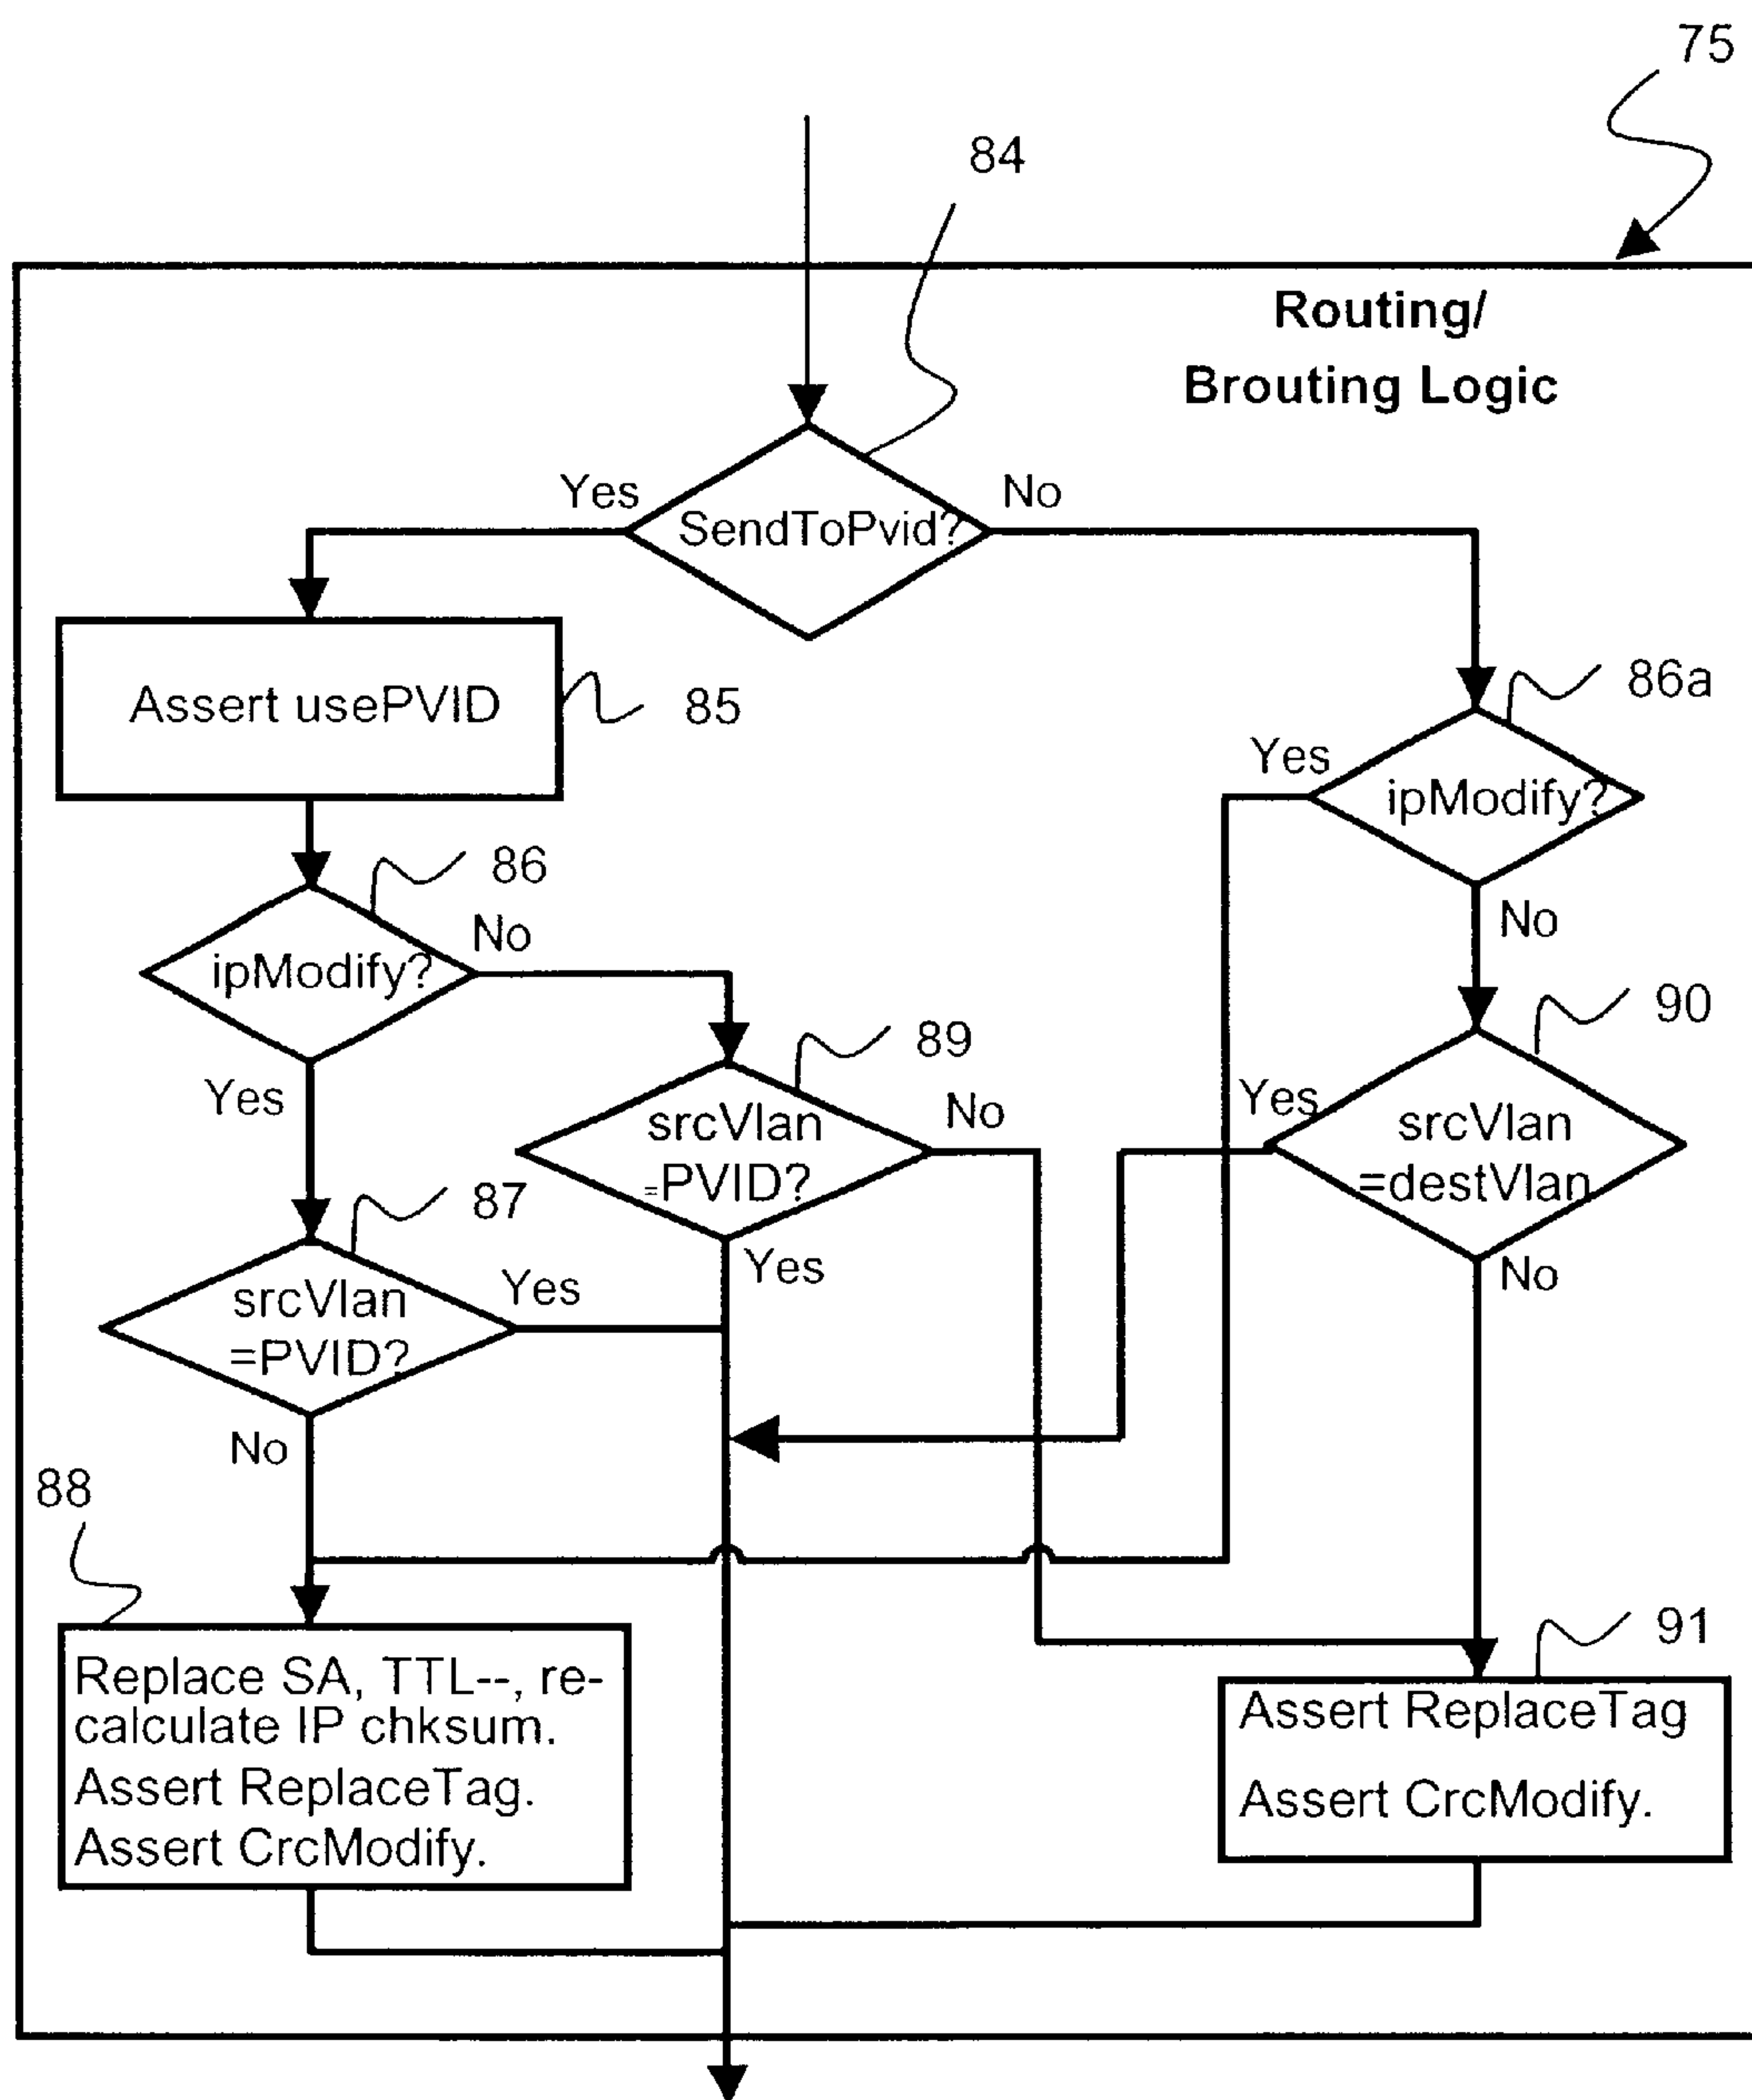 75
84
Routing/
Brouting Logic
Yes
No
SendToPvid?
86a
Assert usePVID
85
Yes
ipModify?
86
No
No
ipModify?
90
89
Yes
srcVlan
=PVID?
No
Yes
srcVlan
=destVlan
87
Yes
Yes
No
srcVlan
=PVID?
No
88
91
Replace SA, TTL--, re-
calculate IP chksum.
Assert ReplaceTag.
Assert CrcModify.
Assert ReplaceTag
Assert CrcModify.